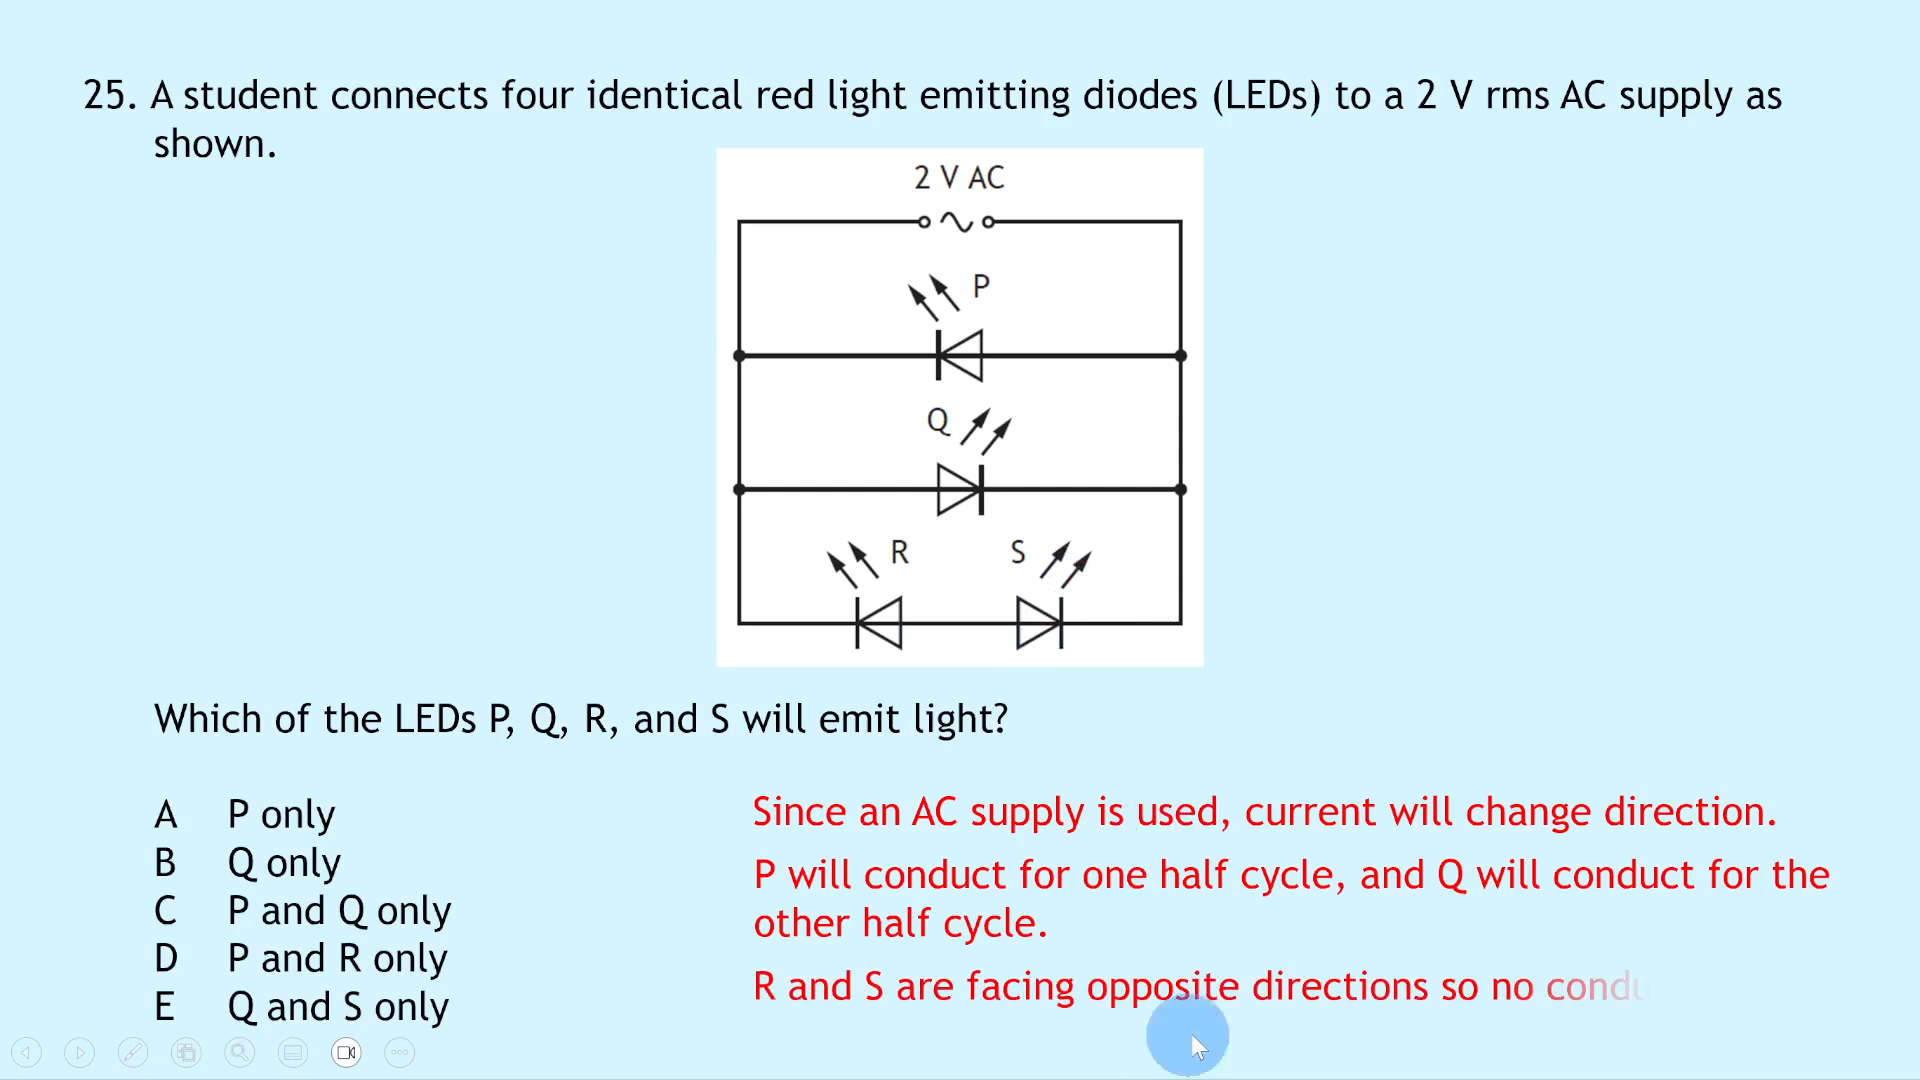 25. A student connects four identical red light emitting diodes (LEDs) to a 2 V rms AC supply as
shown.
2 V AC
P
Q
R S
Which of the LEDs P, Q, R, and S will emit light?
A P only
B Q only
C P and Q only
D P and R only
E Q and S only
Since an AC supply is used, current will change direction.
P will conduct for one half cycle, and Q will conduct for the
other half cycle.
R and S are facing opposite directions so no